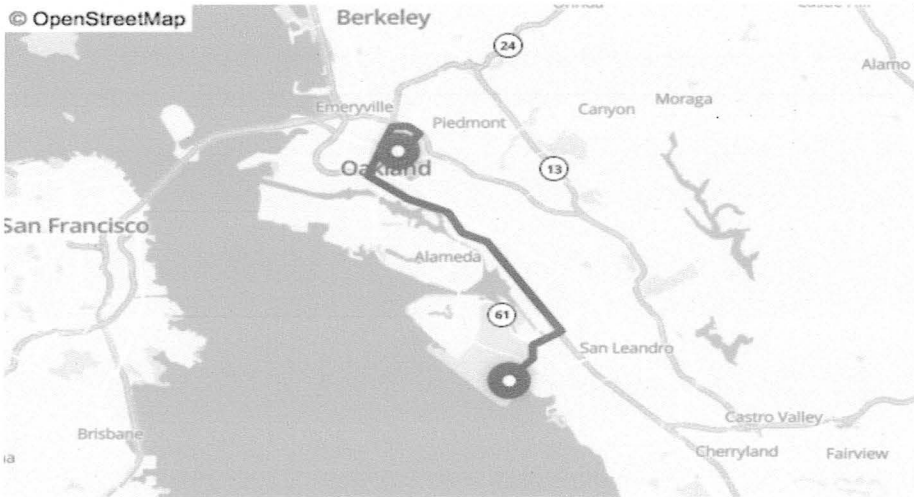 © OpenStreetMap
Berkeley
24
Alamo
Emeryville
Piedmont
Canyon
Moraga
Oakland
13
San Francisco
Alameda
61
San Leandro
Castro Valley
Brisbane
Cherryland
Fairview